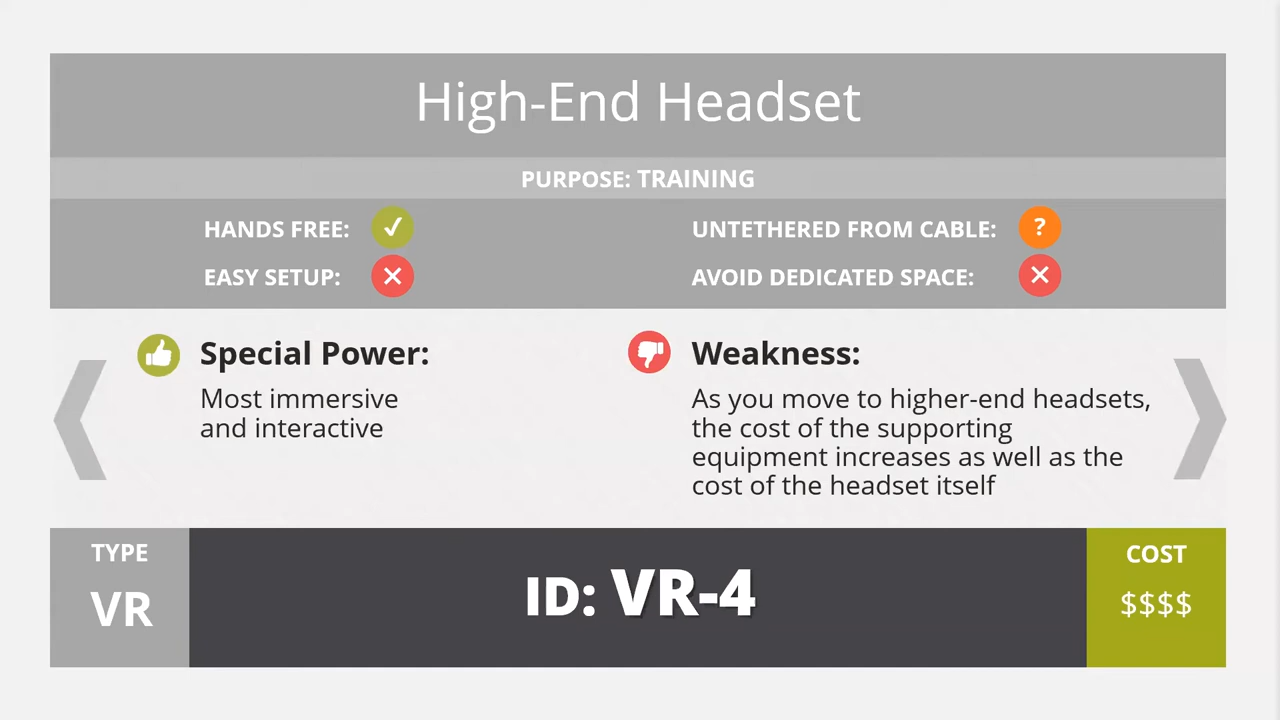 High-End Headset
PURPOSE: TRAINING
HANDS FREE:
UNTETHERED FROM CABLE: ?
EASY SETUP:
AVOID DEDICATED SPACE:
Special Power:
Most immersive
and interactive
Weakness:
As you move to higher-end headsets,
the cost of the supporting
equipment increases as well as the
cost of the headset itself
TYPE
VR
ID: VR-4
COST
$$$$